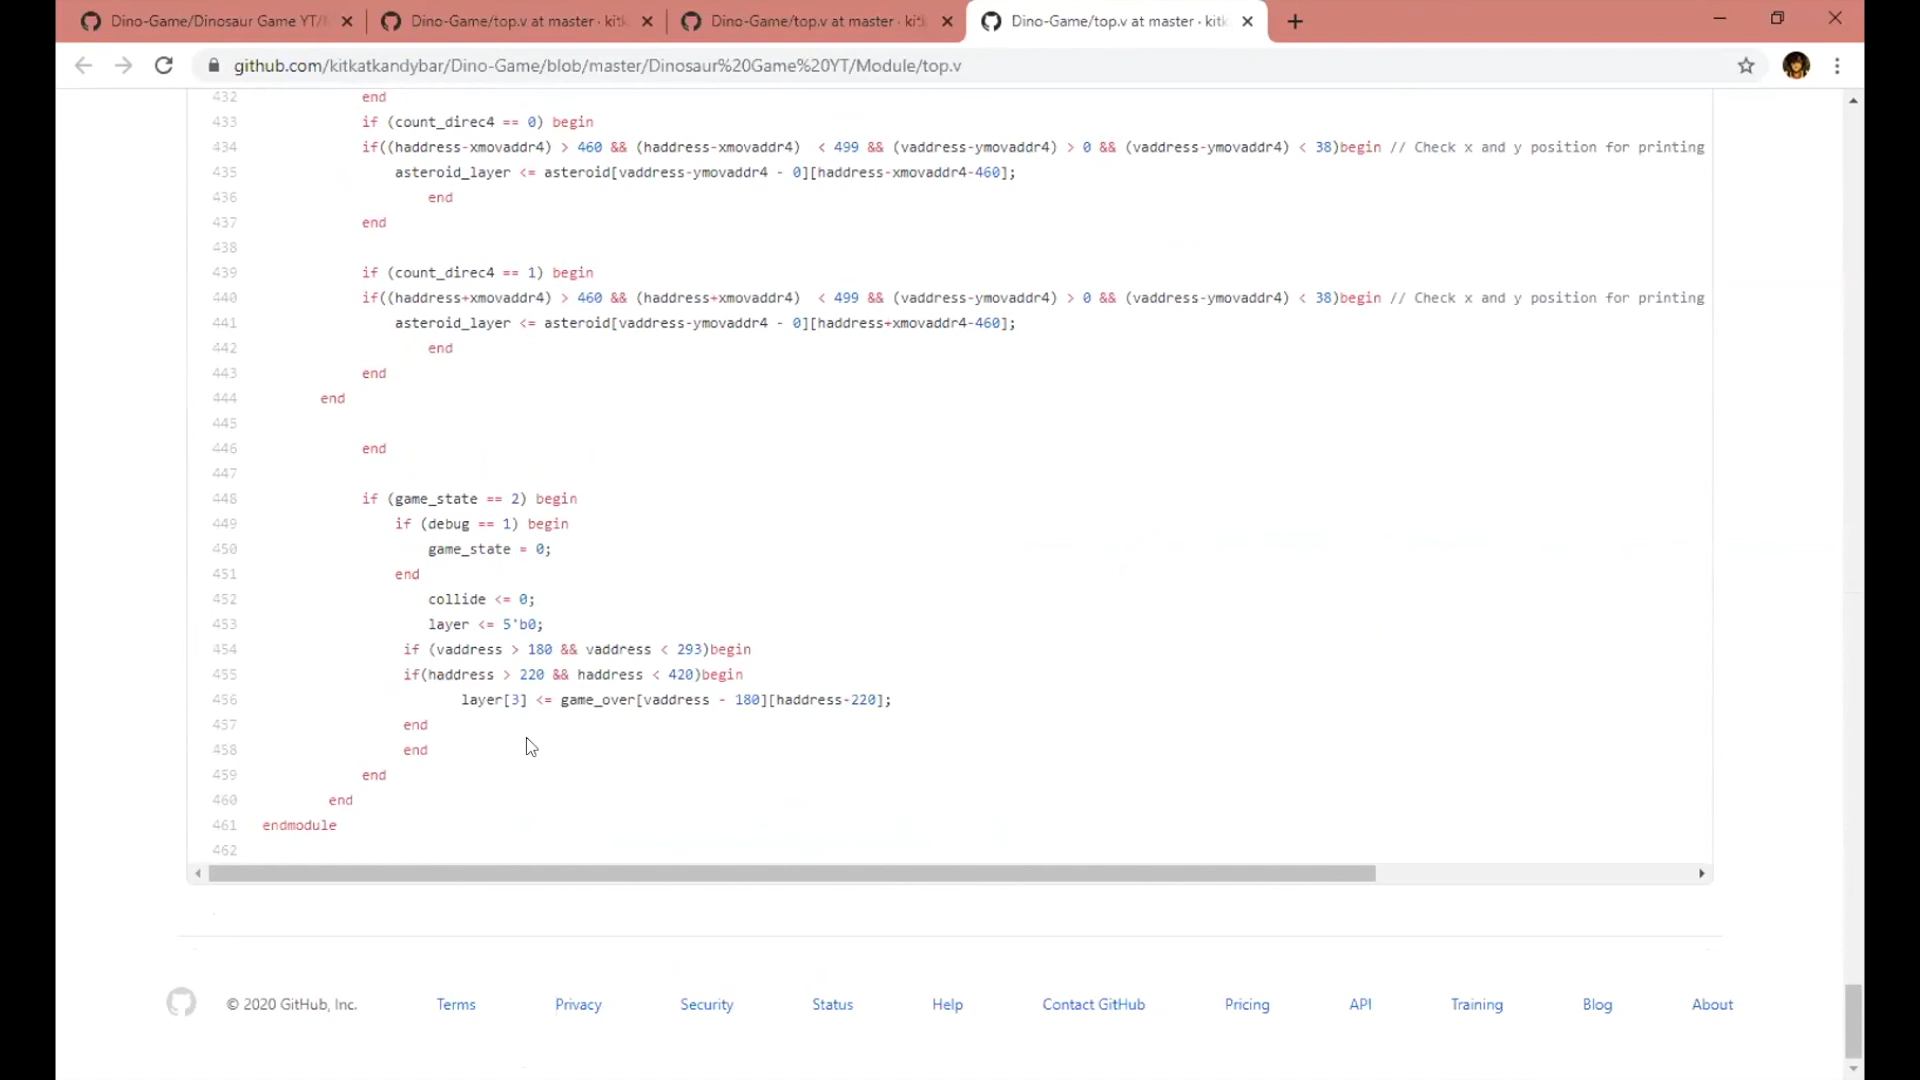 Dino-Game/Dinosaur Game YT/
Dino-Game/top.v at master · kitk
Dino-Game/top.v at master · kitk
Dino-Game/top.v at master · kitk
github.com/kitkatkandybar/Dino-Game/blob/master/Dinosaur%20Game%20YT/Module/top.v
432 end
433 if (count_direc4 == 0) begin
434 if((haddress-xmovaddr4) > 460 && (haddress-xmovaddr4) < 499 && (vaddress-ymovaddr4) > 0 && (vaddress-ymovaddr4) < 38)begin // Check x and y position for printing
435 asteroid_layer <= asteroid[vaddress-ymovaddr4 - 0][haddress-xmovaddr4-460];
436 end
437 end
438
439 if (count_direc4 == 1) begin
440 if((haddress+xmovaddr4) > 460 && (haddress+xmovaddr4) < 499 && (vaddress-ymovaddr4) > 0 && (vaddress-ymovaddr4) < 38)begin // Check x and y position for printing
441 asteroid_layer <= asteroid[vaddress-ymovaddr4 - 0][haddress+xmovaddr4-460];
442 end
443 end
444 end
445
446 end
447
448 if (game_state == 2) begin
449 if (debug == 1) begin
450 game_state = 0;
451 end
452 collide <= 0;
453 layer <= 5'b0;
454 if (vaddress > 180 && vaddress < 293)begin
455 if(haddress > 220 && haddress < 420)begin
456 layer[3] <= game_over[vaddress - 180][haddress-220];
457 end
458 end
459 end
460 end
461 endmodule
462
© 2020 GitHub, Inc. Terms Privacy Security Status Help Contact GitHub Pricing API Training Blog About